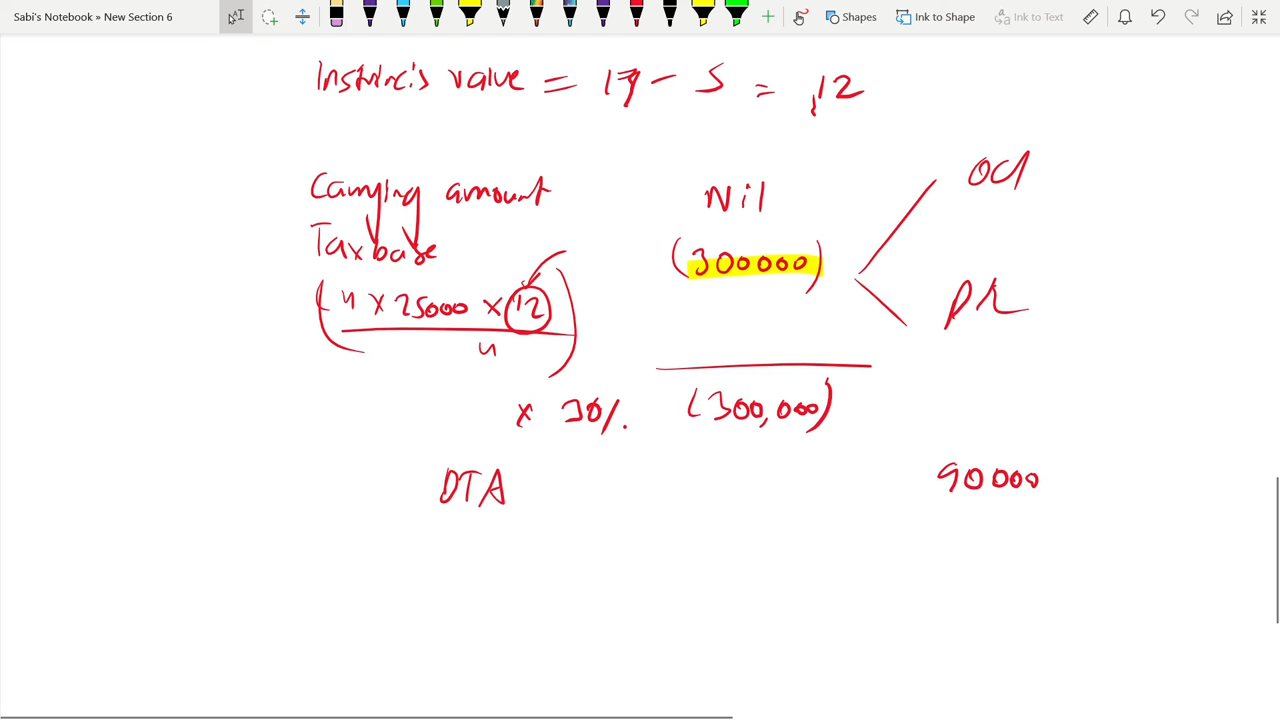 Sabi's Notebook » New Section 6
Shapes
Ink to Shape
Ink to Text
Instrinc's value = 17 - 5 = 12
Carrying amount Nil
OCI
Tax base (300000)
(4 x 25000 x 12)
4
PL
x 30%. (300,000)
DTA 90000